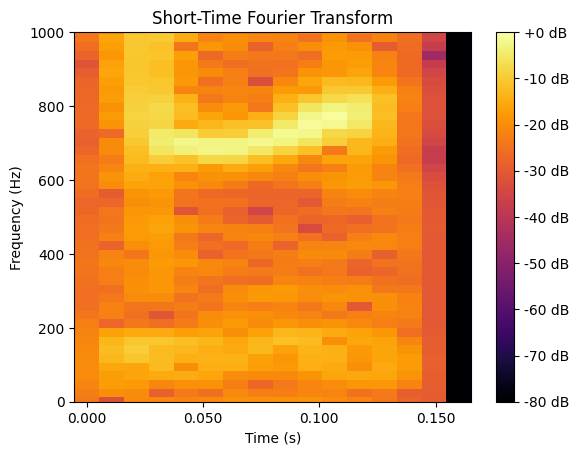 Short-Time Fourier Transform
1000
800
600
400
200
0
Frequency (Hz)
0.000
0.050
0.100
0.150
Time (s)
+0 dB
-10 dB
-20 dB
-30 dB
-40 dB
-50 dB
-60 dB
-70 dB
-80 dB